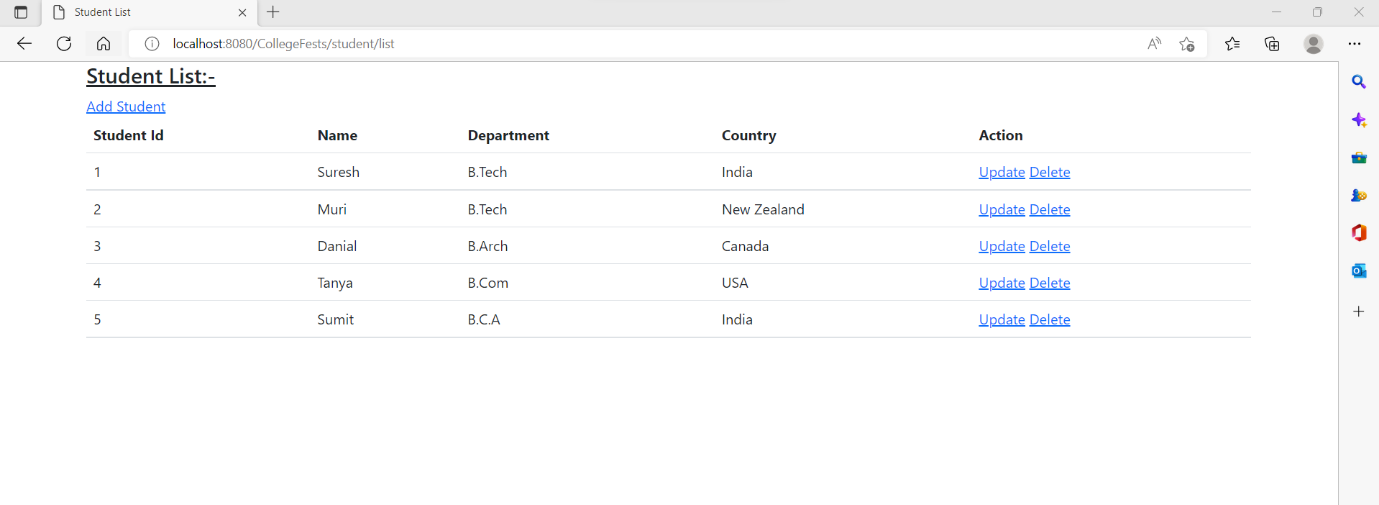 Student List
localhost:8080/CollegeFests/student/list
Student List:-
Add Student
Student Id Name Department Country Action
1 Suresh B.Tech India Update Delete
2 Muri B.Tech New Zealand Update Delete
3 Danial B.Arch Canada Update Delete
4 Tanya B.Com USA Update Delete
5 Sumit B.C.A India Update Delete